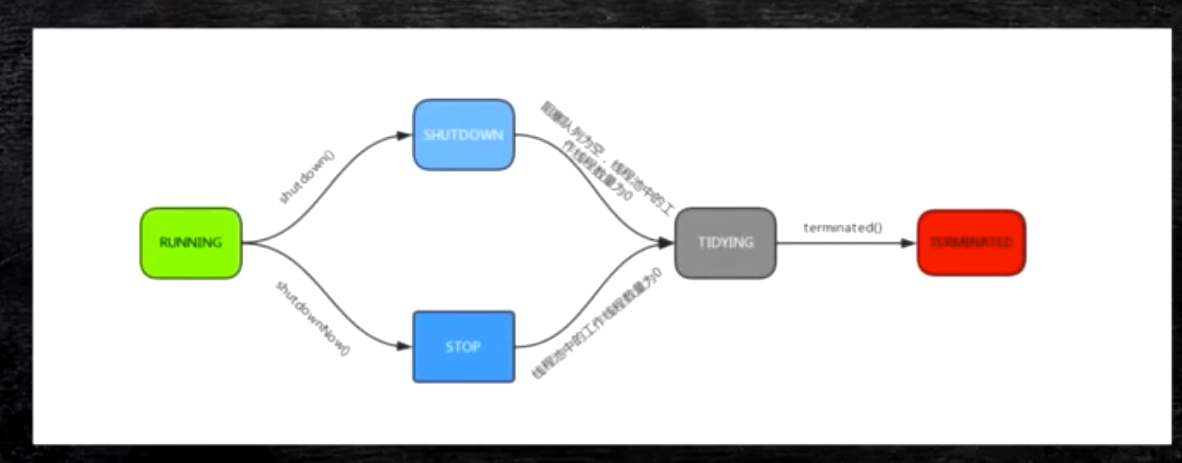 shutdown()
SHUTDOWN
阻塞队列为空，线程池中的工
作线程数量为0
RUNNING
TIDYING
terminated()
TERMINATED
shutdownNow()
STOP
线程池中的工作线程数量为0